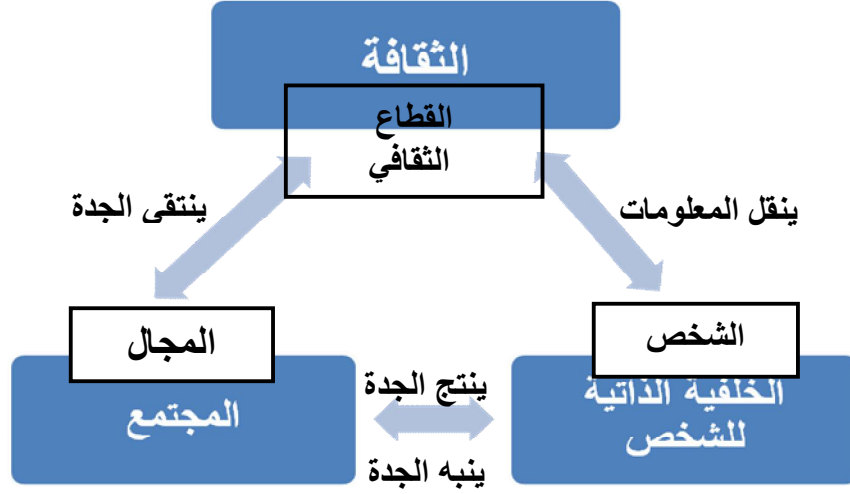 الثقافة
القطاع
الثقافي
ينتقى الجدة
ينقل المعلومات
الشخص
المجال
الخلفية الذاتية
للشخص
ينتج الجدة
المجتمع
ينبه الجدة